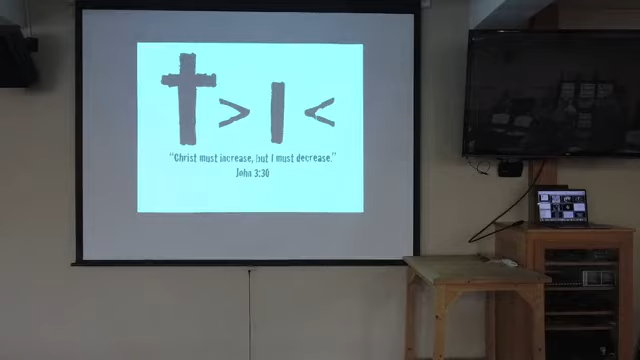 > I <
"Christ must increase, but I must decrease."
John 3:30